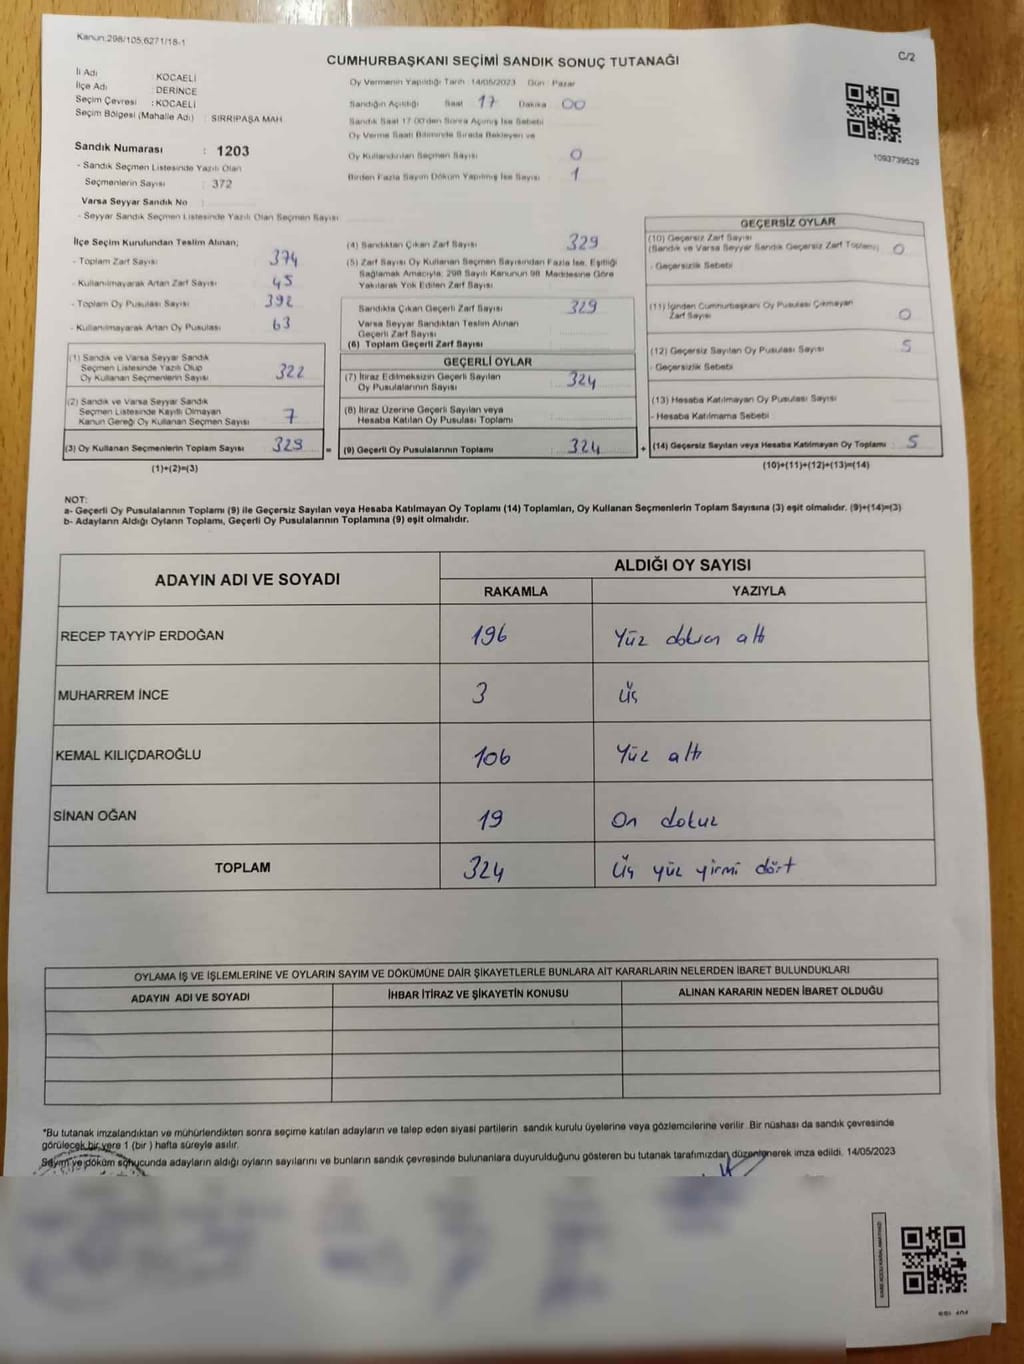 Kanun:298/105,6271/18-1
C/2
CUMHURBAŞKANI SEÇİMİ SANDIK SONUÇ TUTANAĞI
İli Adı KOCAELİ
İlçe Adı DERİNCE
Seçim Çevresi : KOCAELİ
Seçim Bölgesi (Mahalle Adı) : SIRRIPAŞA MAH
Sandık Numarası : 1203
- Sandık Seçmen Listesinde Yazılı Olan
Seçmenlerin Sayısı : 372
Varsa Seyyar Sandık No
- Seyyar Sandık Seçmen Listesinde Yazılı Olan Seçmen Sayısı
Oy Vermenin Yapıldığı Tarih : 14/05/2023 Gün : Pazar
Sandığın Açıldığı Saat 17 Dakika 00
Sandık Saat 17:00'den Sonra Açılmış İse Sebebi
Oy Verme Saati Bitiminde Sırada Bekleyen ve
Oy Kullandırılan Seçmen Sayısı 0
Birden Fazla Sayım Döküm Yapılmış İse Sayısı 1
1093739529
İlçe Seçim Kurulundan Teslim Alınan;
- Toplam Zarf Sayısı 374
- Kullanılmayarak Artan Zarf Sayısı 45
- Toplam Oy Pusulası Sayısı 392
- Kullanılmayarak Artan Oy Pusulası 63
(1) Sandık ve Varsa Seyyar Sandık
Seçmen Listesinde Yazılı Olup
Oy Kullanan Seçmenlerin Sayısı 322
(2) Sandık ve Varsa Seyyar Sandık
Seçmen Listesinde Kayıtlı Olmayan
Kanun Gereği Oy Kullanan Seçmen Sayısı 7
(3) Oy Kullanan Seçmenlerin Toplam Sayısı 329
(1)+(2)=(3)
(4) Sandıktan Çıkan Zarf Sayısı 329
(5) Zarf Sayısı Oy Kullanan Seçmen Sayısından Fazla İse, Eşitliği
Sağlamak Amacıyla, 298 Sayılı Kanunun 98. Maddesine Göre
Yakılarak Yok Edilen Zarf Sayısı
Sandıkta Çıkan Geçerli Zarf Sayısı 329
Varsa Seyyar Sandıktan Teslim Alınan
Geçerli Zarf Sayısı
(6) Toplam Geçerli Zarf Sayısı
GEÇERLİ OYLAR
(7) İtiraz Edilmeksizin Geçerli Sayılan
Oy Pusulalarının Sayısı 324
(8) İtiraz Üzerine Geçerli Sayılan veya
Hesaba Katılan Oy Pusulası Toplamı
= (9) Geçerli Oy Pusulalarının Toplamı 324
GEÇERSİZ OYLAR
(10) Geçersiz Zarf Sayısı
(Sandık ve Varsa Seyyar Sandık Geçersiz Zarf Toplamı) 0
- Geçersizlik Sebebi
(11) İçinden Cumhurbaşkanı Oy Pusulası Çıkmayan
Zarf Sayısı 0
(12) Geçersiz Sayılan Oy Pusulası Sayısı 5
- Geçersizlik Sebebi
(13) Hesaba Katılmayan Oy Pusulası Sayısı
- Hesaba Katılmama Sebebi
+ (14) Geçersiz Sayılan veya Hesaba Katılmayan Oy Toplamı 5
(10)+(11)+(12)+(13)=(14)
NOT:
a- Geçerli Oy Pusulalarının Toplamı (9) ile Geçersiz Sayılan veya Hesaba Katılmayan Oy Toplamı (14) Toplamları, Oy Kullanan Seçmenlerin Toplam Sayısına (3) eşit olmalıdır. (9)+(14)=(3)
b- Adayların Aldığı Oyların Toplamı, Geçerli Oy Pusulalarının Toplamına (9) eşit olmalıdır.
ADAYIN ADI VE SOYADI
ALDIĞI OY SAYISI
RAKAMLA YAZIYLA
RECEP TAYYİP ERDOĞAN 196 Yüz doksan altı
MUHARREM İNCE 3 Üç
KEMAL KILIÇDAROĞLU 106 Yüz altı
SİNAN OĞAN 19 On dokuz
TOPLAM 324 Üç yüz yirmi dört
OYLAMA İŞ VE İŞLEMLERİNE VE OYLARIN SAYIM VE DÖKÜMÜNE DAİR ŞİKAYETLERLE BUNLARA AİT KARARLARIN NELERDEN İBARET BULUNDUKLARI
ADAYIN ADI VE SOYADI İHBAR İTİRAZ VE ŞİKAYETİN KONUSU ALINAN KARARIN NEDEN İBARET OLDUĞU
*Bu tutanak imzalandıktan ve mühürlendikten sonra seçime katılan adayların ve talep eden siyasi partilerin sandık kurulu üyelerine veya gözlemcilerine verilir. Bir nüshası da sandık çevresinde
görülecek bir yere 1 (bir) hafta süreyle asılır.
Sayım ve döküm sonucunda adayların aldığı oyların sayılarını ve bunların sandık çevresinde bulunanlara duyurulduğunu gösteren bu tutanak tarafımızdan düzenlenerek imza edildi. 14/05/2023